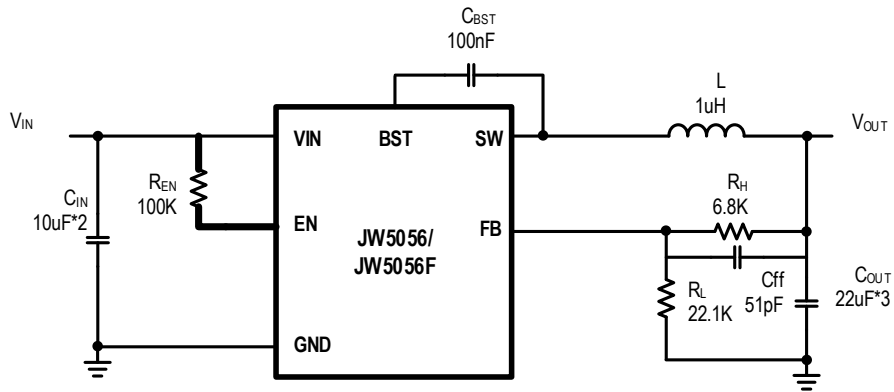 CBST
100nF
L
1uH
VIN
VIN
BST
SW
VOUT
REN
100K
CIN
10uF*2
RH
6.8K
EN
FB
JW5056/
JW5056F
RL
22.1K
Cff
51pF
COUT
22uF*3
GND